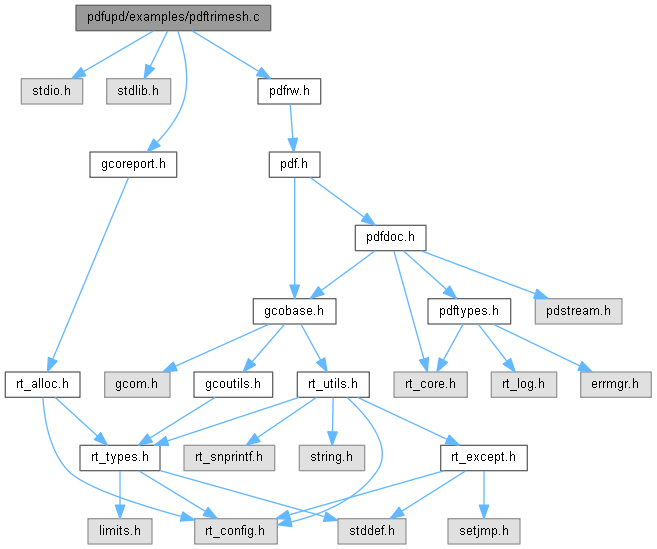 pdfupd/examples/pdftrimesh.c
stdio.h
stdlib.h
pdfrw.h
gcoreport.h
pdf.h
pdfdoc.h
gcobase.h
pdftypes.h
pdstream.h
rt_alloc.h
gcom.h
gcoutils.h
rt_utils.h
rt_core.h
rt_log.h
errmgr.h
rt_types.h
rt_snprintf.h
string.h
rt_except.h
limits.h
rt_config.h
stddef.h
setjmp.h